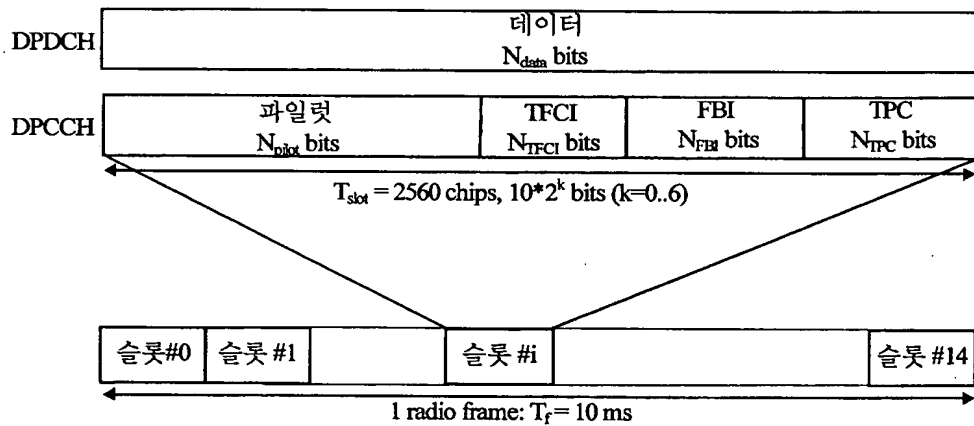 DPDCH
데이터
N_data bits
DPCCH
파일럿
N_pilot bits
TFCI
N_TFCI bits
FBI
N_FBI bits
TPC
N_TPC bits
T_slot = 2560 chips, 10*2^k bits (k=0..6)
슬롯#0
슬롯 #1
슬롯 #i
슬롯 #14
1 radio frame: T_f = 10 ms